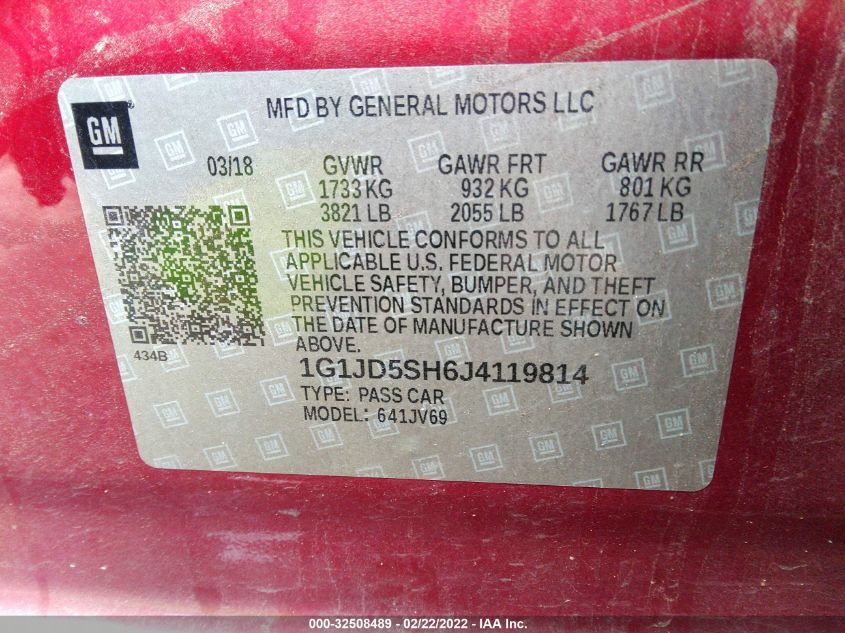 GM
MFD BY GENERAL MOTORS LLC
03/18 GVWR GAWR FRT GAWR RR
1733 KG 932 KG 801 KG
3821 LB 2055 LB 1767 LB
THIS VEHICLE CONFORMS TO ALL
APPLICABLE U.S. FEDERAL MOTOR
VEHICLE SAFETY, BUMPER, AND THEFT
PREVENTION STANDARDS IN EFFECT ON
THE DATE OF MANUFACTURE SHOWN
ABOVE.
434B
1G1JD5SH6J4119814
TYPE: PASS CAR
MODEL: 641JV69
000-32508489 - 02/22/2022 - IAA Inc.